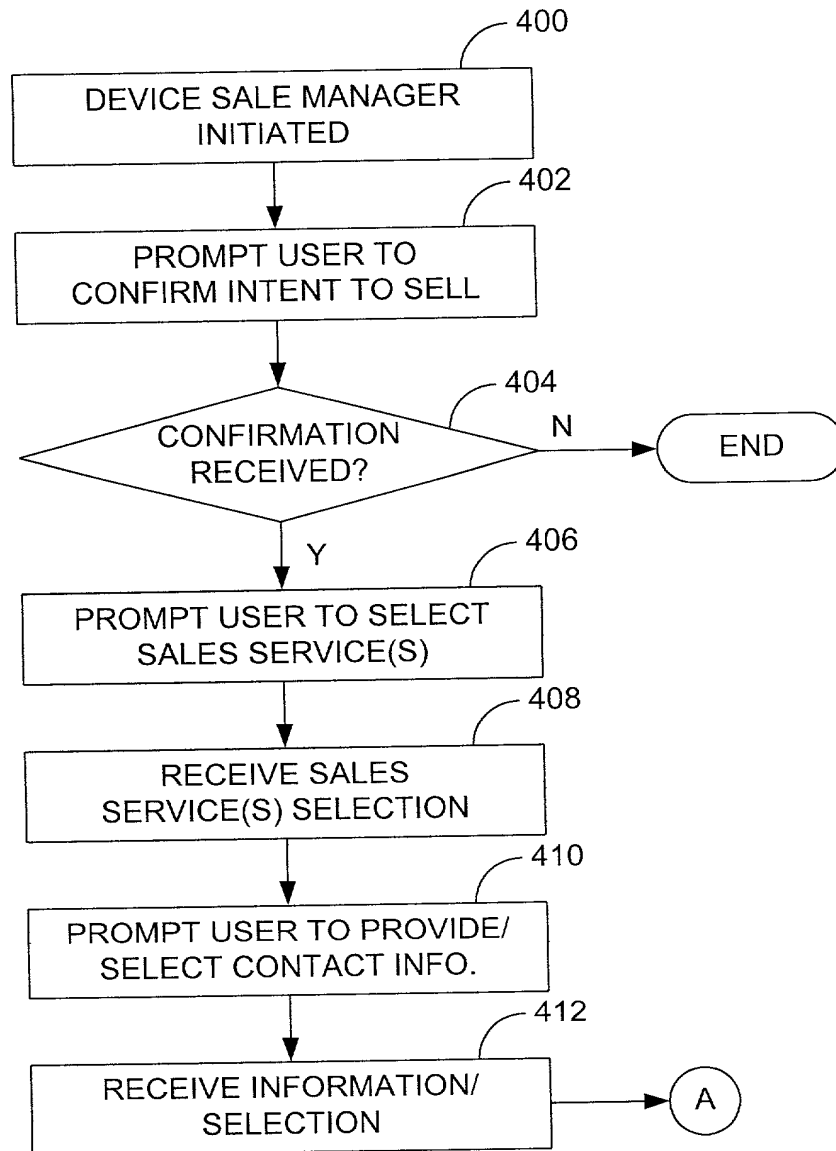 400
DEVICE SALE MANAGER
INITIATED
402
PROMPT USER TO
CONFIRM INTENT TO SELL
404
CONFIRMATION
RECEIVED?
N
END
Y
406
PROMPT USER TO SELECT
SALES SERVICE(S)
408
RECEIVE SALES
SERVICE(S) SELECTION
410
PROMPT USER TO PROVIDE/
SELECT CONTACT INFO.
412
RECEIVE INFORMATION/
SELECTION
A